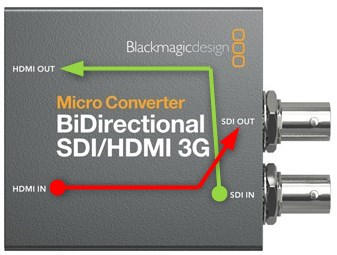 Blackmagicdesign
HDMI OUT
Micro Converter
BiDirectional
SDI OUT
SDI/HDMI 3G
HDMI IN
SDI IN